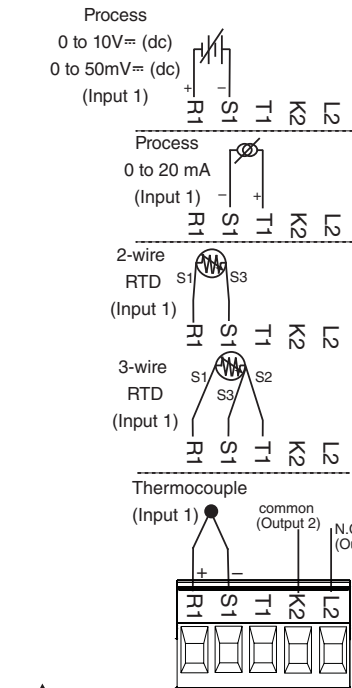 Process
0 to 10V⎓ (dc)
0 to 50mV⎓ (dc)
(Input 1)
+ –
R1 S1 T1 K2 L2
Process
0 to 20 mA
(Input 1)
– +
R1 S1 T1 K2 L2
2-wire
RTD
(Input 1)
S1 S3
R1 S1 T1 K2 L2
3-wire
RTD
(Input 1)
S1 S2
S3
R1 S1 T1 K2 L2
Thermocouple
(Input 1)
common
(Output 2)
+ –
R1 S1 T1 K2 L2